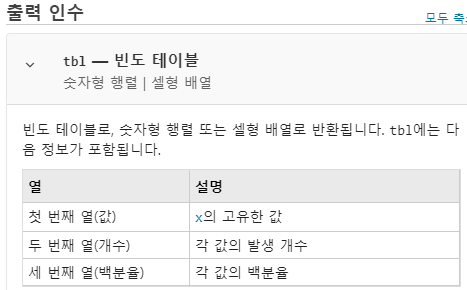 출력 인수
모두 축
tbl — 빈도 테이블
숫자형 행렬 | 셀형 배열
빈도 테이블로, 숫자형 행렬 또는 셀형 배열로 반환됩니다. tbl에는 다
음 정보가 포함됩니다.
열 설명
첫 번째 열(값) x의 고유한 값
두 번째 열(개수) 각 값의 발생 개수
세 번째 열(백분율) 각 값의 백분율